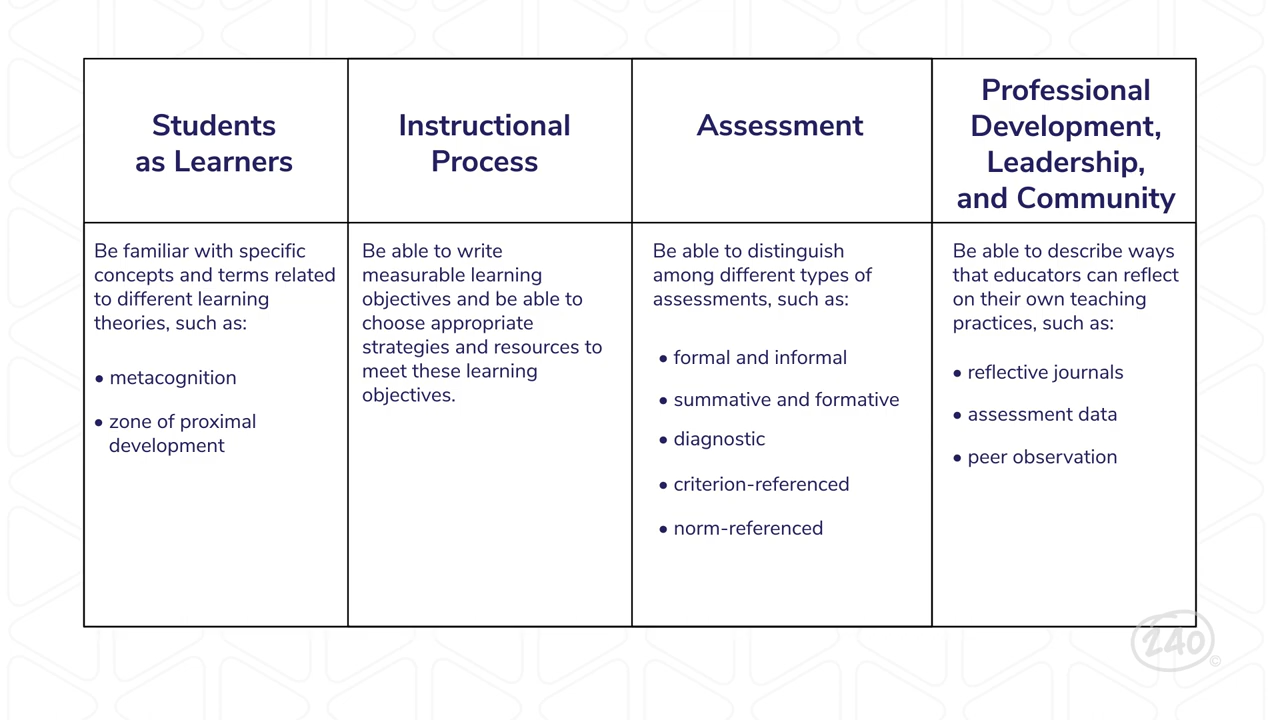 Students
as Learners
Instructional
Process
Assessment
Professional
Development,
Leadership,
and Community
Be familiar with specific
concepts and terms related
to different learning
theories, such as:
• metacognition
• zone of proximal
development
Be able to write
measurable learning
objectives and be able to
choose appropriate
strategies and resources to
meet these learning
objectives.
Be able to distinguish
among different types of
assessments, such as:
• formal and informal
• summative and formative
• diagnostic
• criterion-referenced
• norm-referenced
Be able to describe ways
that educators can reflect
on their own teaching
practices, such as:
• reflective journals
• assessment data
• peer observation
240
©